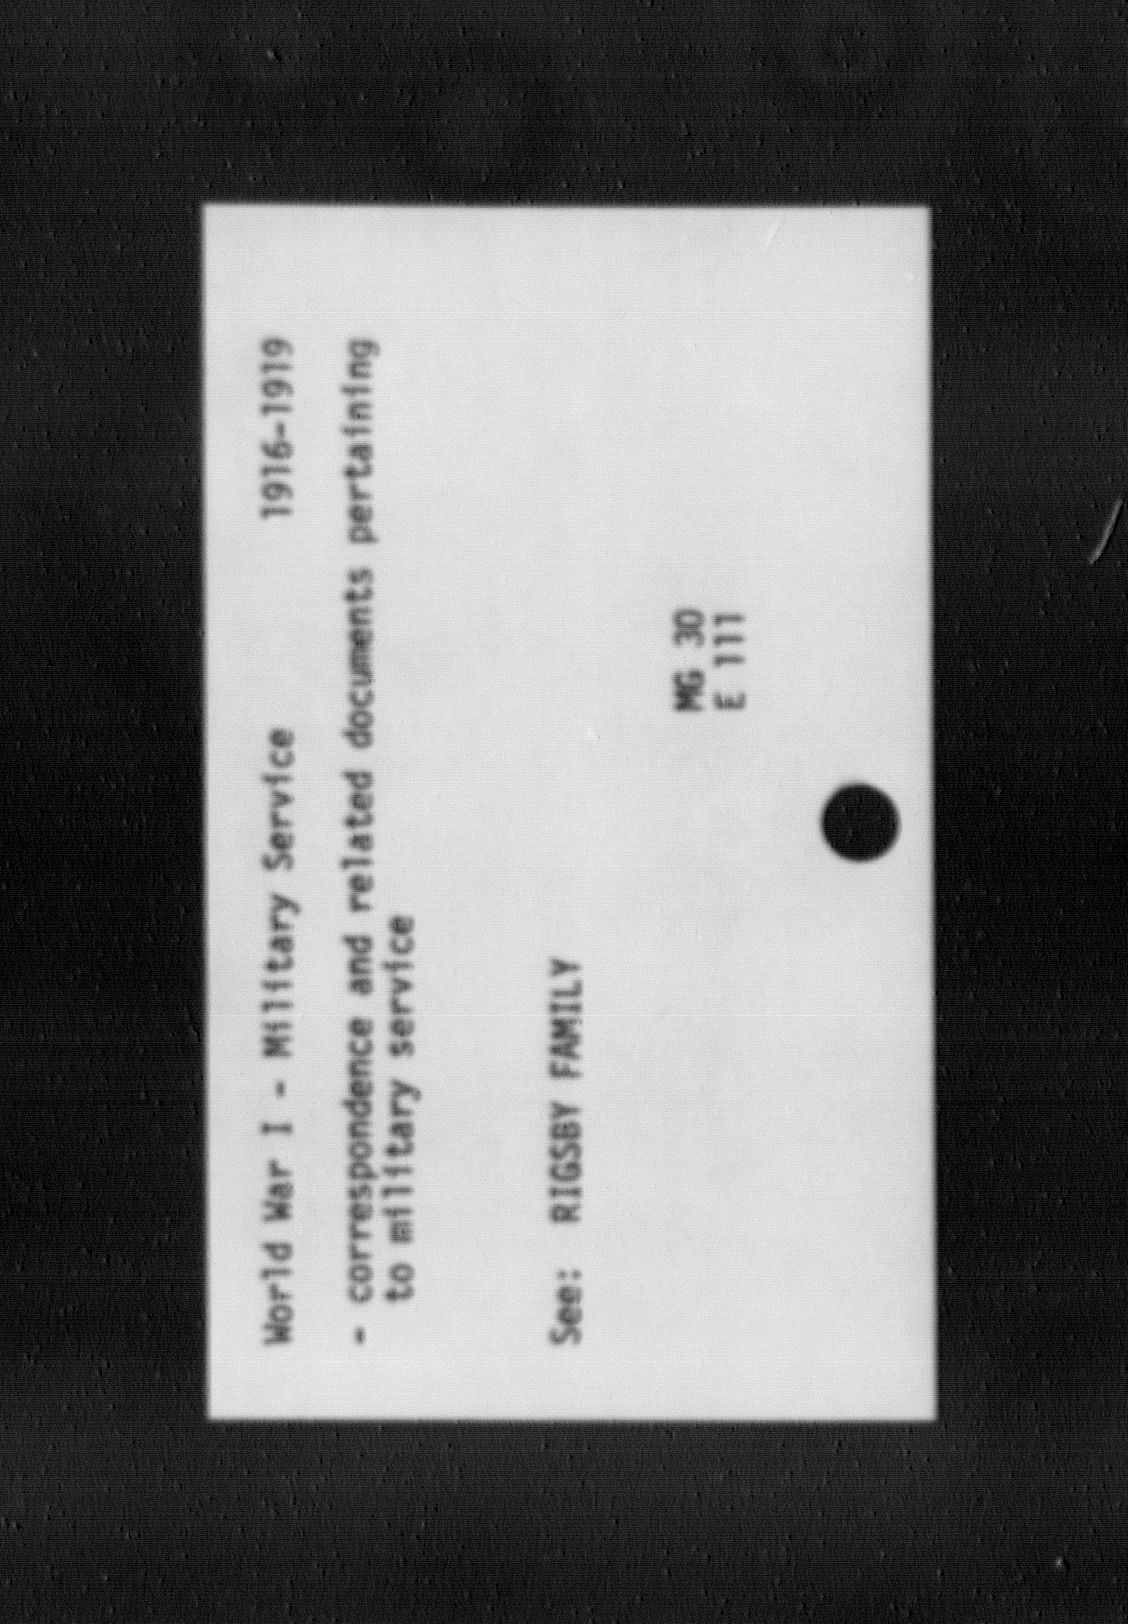 World War I - Military Service 1916-1919
- correspondence and related documents pertaining
to military service
See: RIGSBY FAMILY
MG 30
E 111